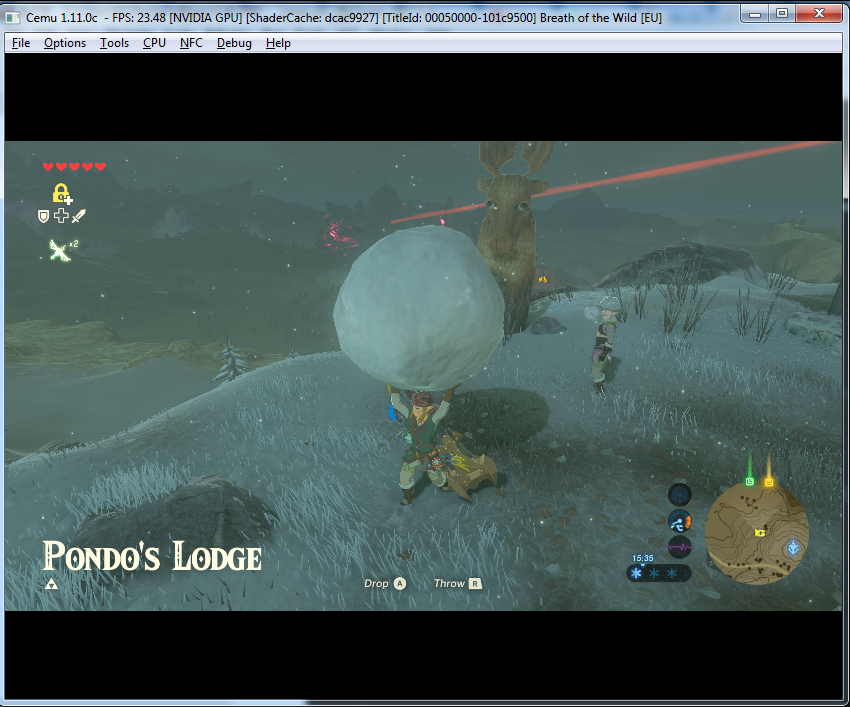 Cemu 1.11.0c - FPS: 23.48 [NVIDIA GPU] [ShaderCache: dcac9927] [TitleId: 00050000-101c9500] Breath of the Wild [EU]
File Options Tools CPU NFC Debug Help
x2
15:35
Pondo's Lodge
Drop A Throw R